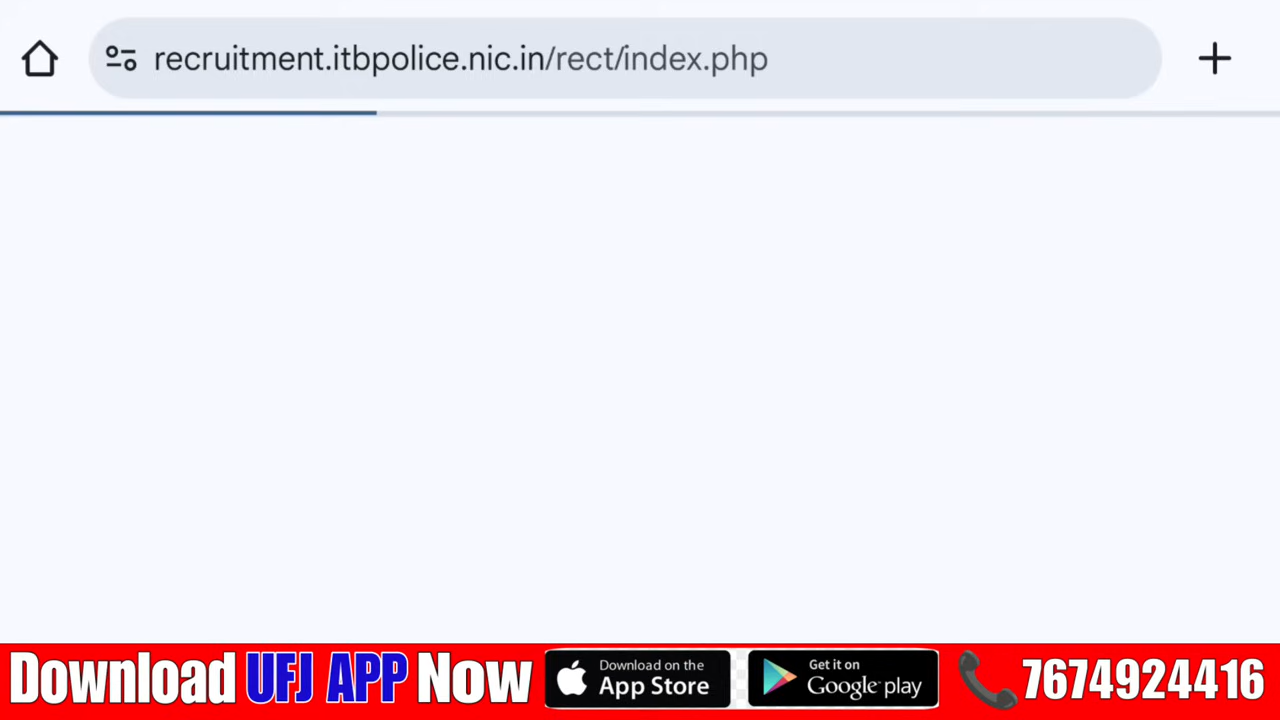 recruitment.itbpolice.nic.in/rect/index.php
Download UFJ APP Now
Download on the
App Store
Get it on
Google play
7674924416